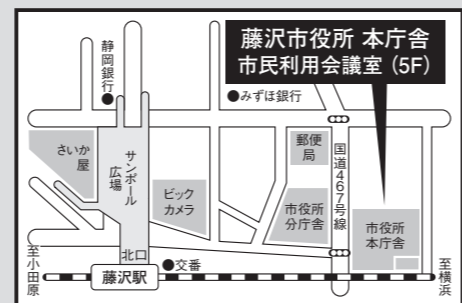 藤沢市役所 本庁舎
市民利用会議室（5F）
静岡銀行
みずほ銀行
さいか
屋
サンパール
広場
ビック
カメラ
郵便
局
国道467号線
市役所
分庁舎
市役所
本庁舎
北口
交番
至小田原
藤沢駅
至横浜